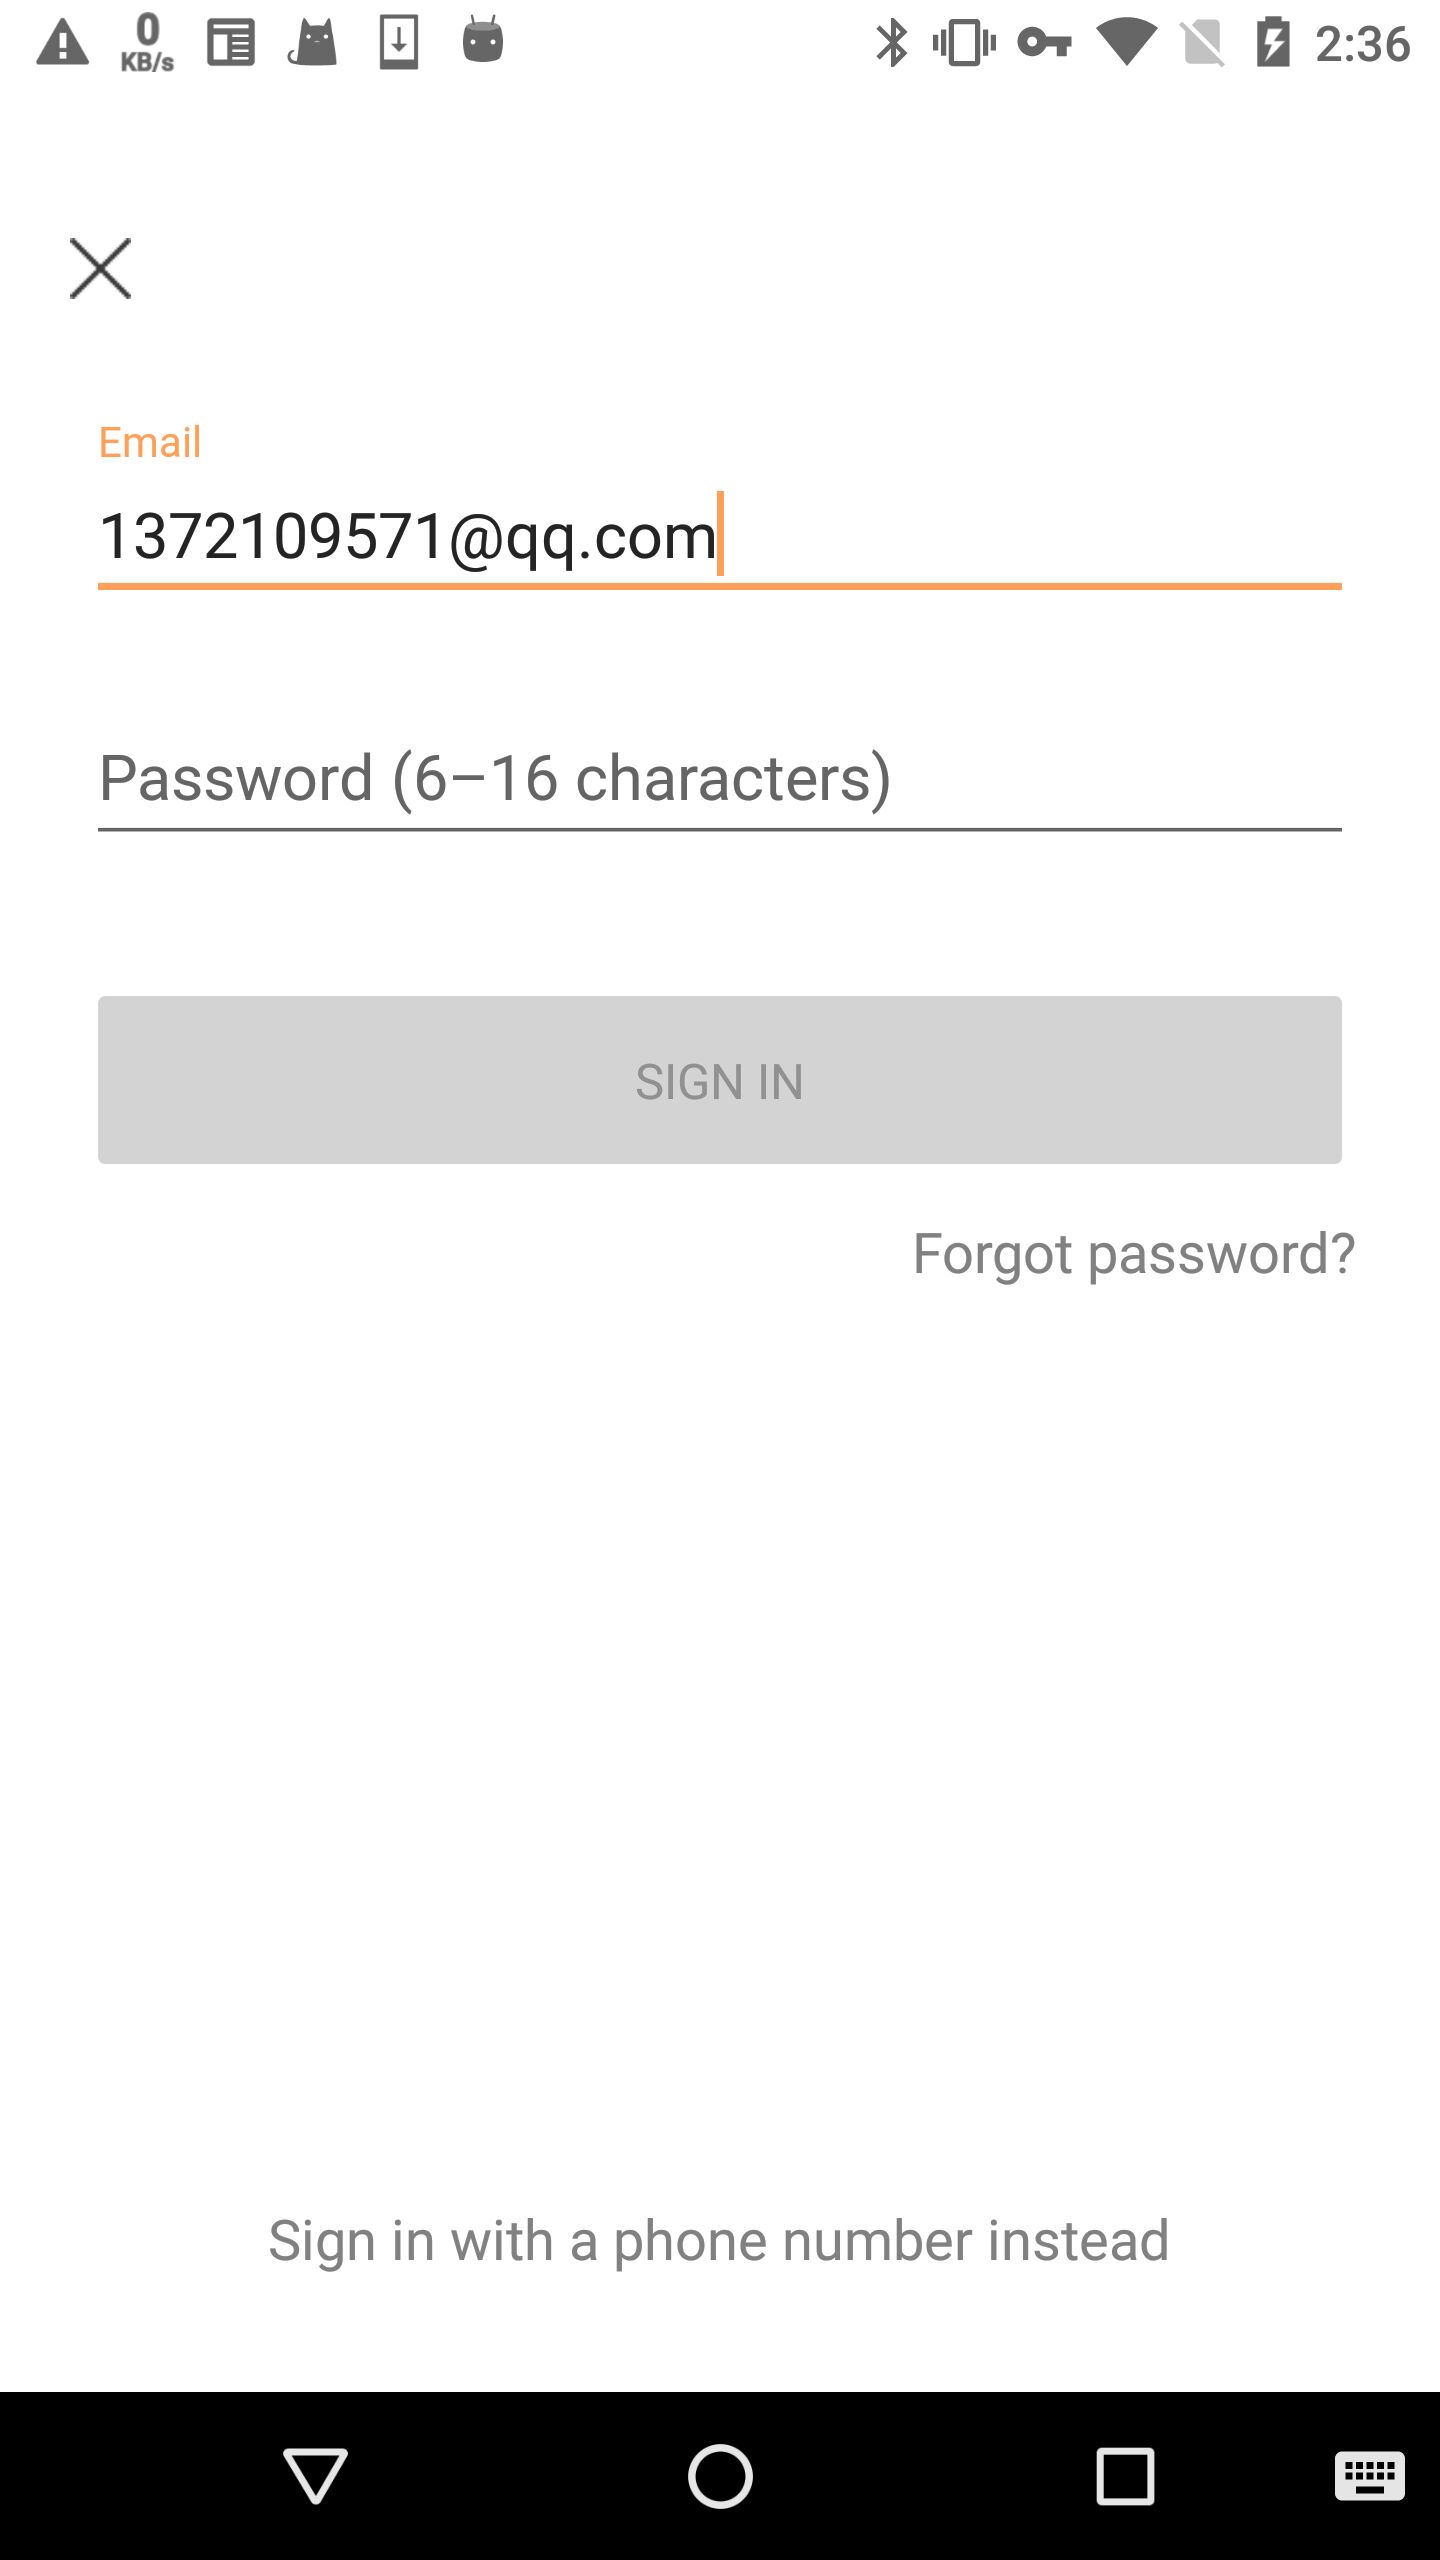 0
KB/s
2:36
Email
1372109571@qq.com
Password (6–16 characters)
SIGN IN
Forgot password?
Sign in with a phone number instead